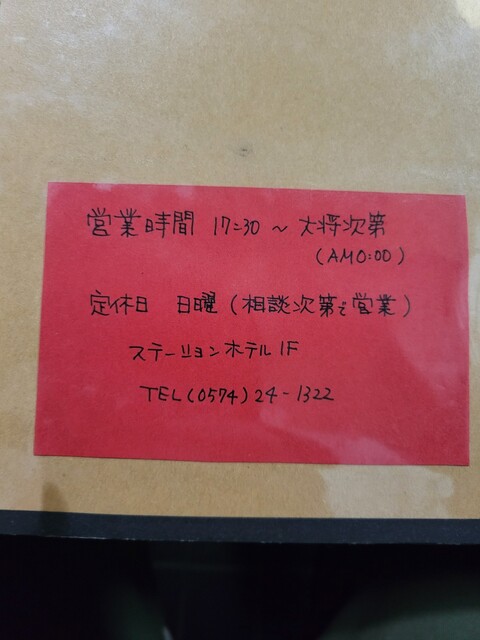 営業時間 17:30 ~ 大将次第
(AM0:00)
定休日 日曜 (相談次第で営業)
ステーションホテル 1F
TEL (0574) 24-1322